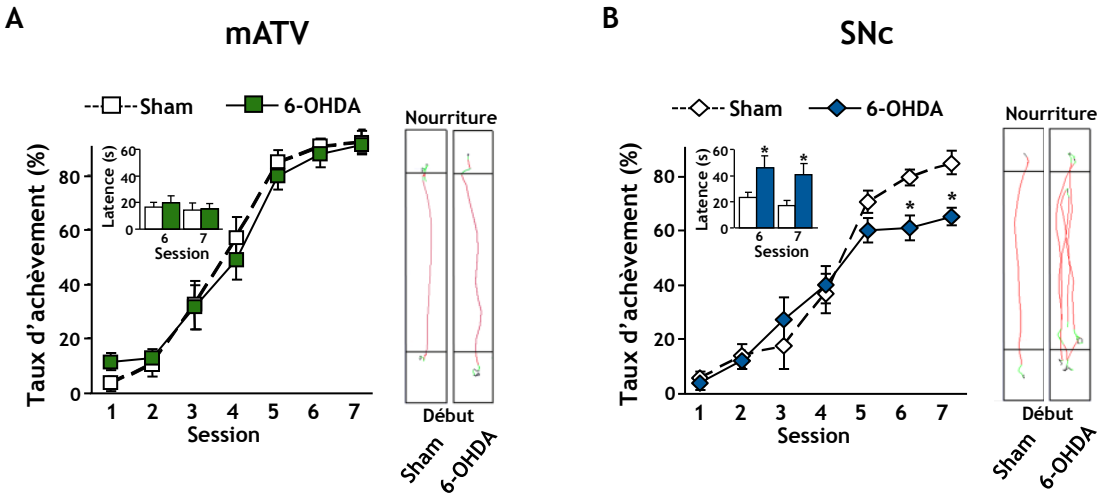 A
mATV
Sham
6-OHDA
Taux d'achèvement (%)
80
60
40
20
0
1 2 3 4 5 6 7
Session
Latence (s)
60
40
20
0
6 7
Session
Nourriture
Début
Sham
6-OHDA
B
SNc
Sham
6-OHDA
Taux d'achèvement (%)
80
60
40
20
0
1 2 3 4 5 6 7
Session
* *
Latence (s)
60
40
20
0
* *
6 7
Session
Nourriture
Début
Sham
6-OHDA